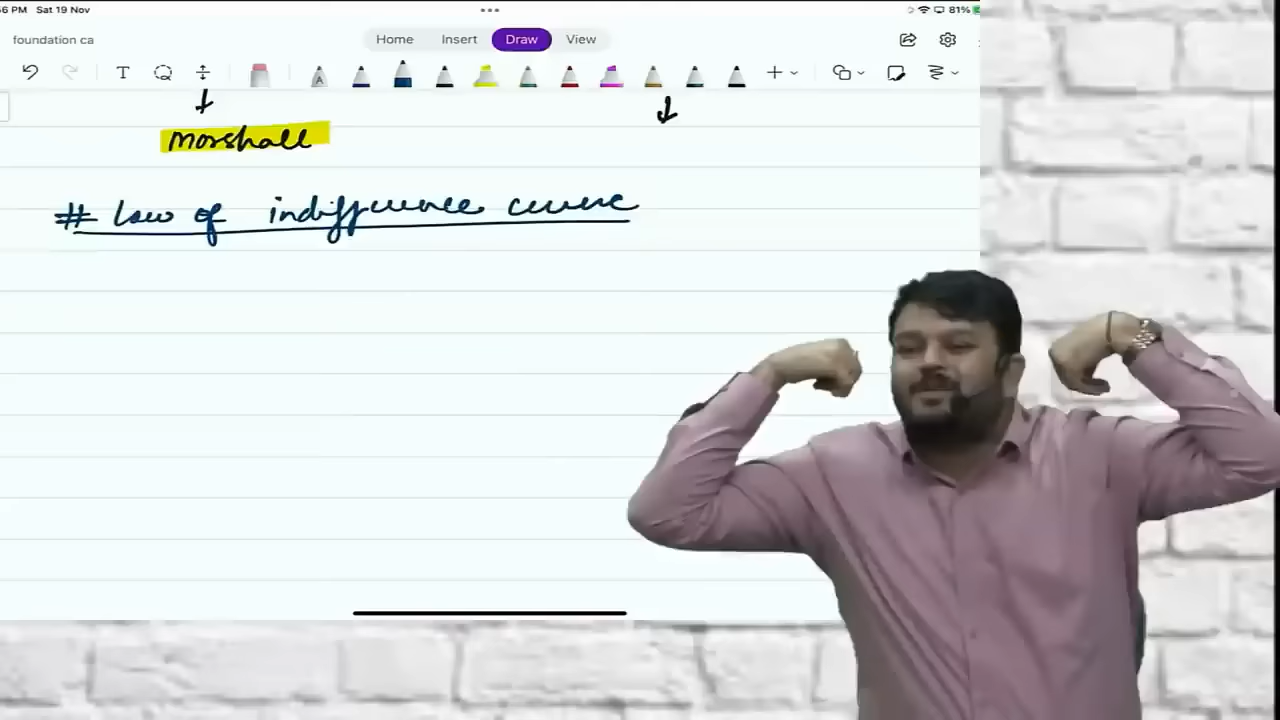 6 PM Sat 19 Nov
81%
foundation ca
Home Insert Draw View
Morshall
# Law of indifference curve